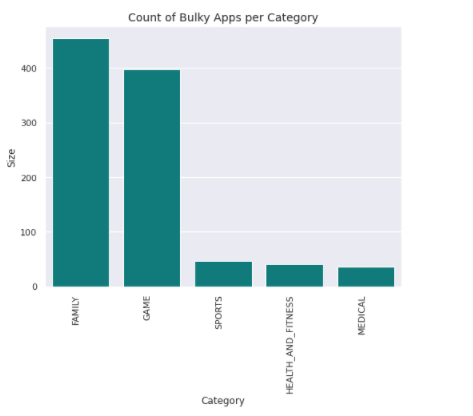 Count of Bulky Apps per Category
Size
400
300
200
100
0
FAMILY
GAME
SPORTS
HEALTH_AND_FITNESS
MEDICAL
Category